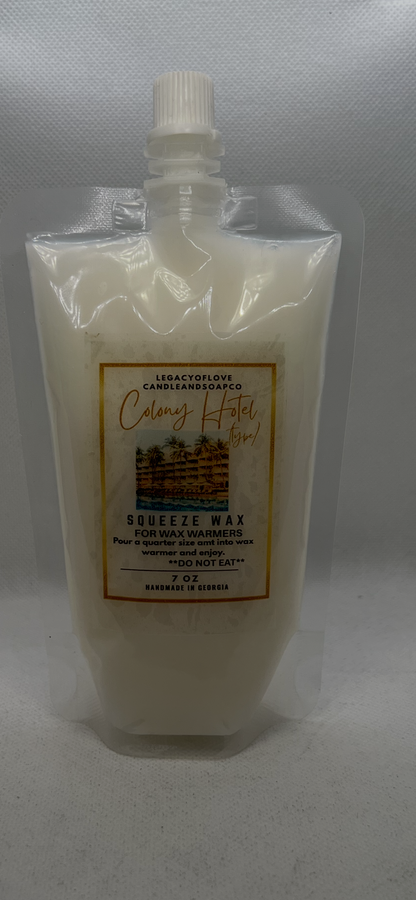 LEGACYOFLOVE
CANDLEANDSOAPCO
Colony Hotel
(type)
SQUEEZE WAX
FOR WAX WARMERS
Pour a quarter size amt into wax
warmer and enjoy.
**DO NOT EAT**
7 OZ
HANDMADE IN GEORGIA